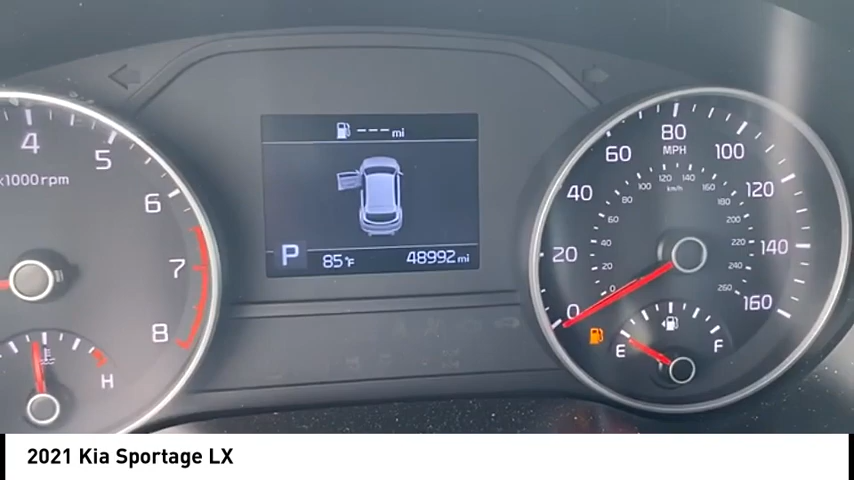 4
5
x1000rpm
6
7
8
H
--- mi
P
85°F
48992 mi
0
20
40
60
80
100
120
140
160
MPH
0
20
40
60
80
100
120
140
160
180
200
220
240
260
km/h
E
F
2021 Kia Sportage LX